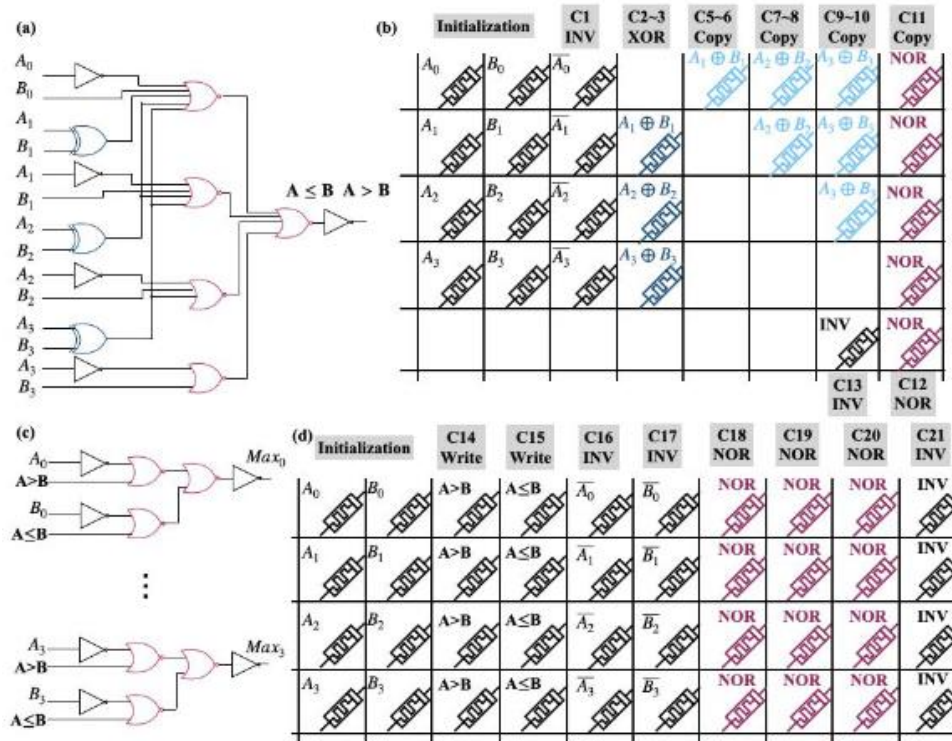 (a)
A₀
B₀
A₁
B₁
A₁
B₁
A₂
B₂
A₂
B₂
A₃
B₃
A₃
B₃
A ≤ B A > B
(b)
Initialization C1 INV C2~3 XOR C5~6 Copy C7~8 Copy C9~10 Copy C11 Copy
A₀ B₀ A̅₀ A₁ ⊕ B₁ A₂ ⊕ B₂ A₃ ⊕ B₃ NOR
A₁ B₁ A̅₁ A₁ ⊕ B₁ A₂ ⊕ B₂ A₃ ⊕ B₃ NOR
A₂ B₂ A̅₂ A₂ ⊕ B₂ A₃ ⊕ B₃ NOR
A₃ B₃ A̅₃ A₃ ⊕ B₃ NOR
INV NOR
C13 INV C12 NOR
(c)
A₀ Max₀
A>B
B₀
A≤B
⋮
A₃ Max₃
A>B
B₃
A≤B
(d)
Initialization C14 Write C15 Write C16 INV C17 INV C18 NOR C19 NOR C20 NOR C21 INV
A₀ B₀ A>B A≤B A̅₀ B̅₀ NOR NOR NOR INV
A₁ B₁ A>B A≤B A̅₁ B̅₁ NOR NOR NOR INV
A₂ B₂ A>B A≤B A̅₂ B̅₂ NOR NOR NOR INV
A₃ B₃ A>B A≤B A̅₃ B̅₃ NOR NOR NOR INV